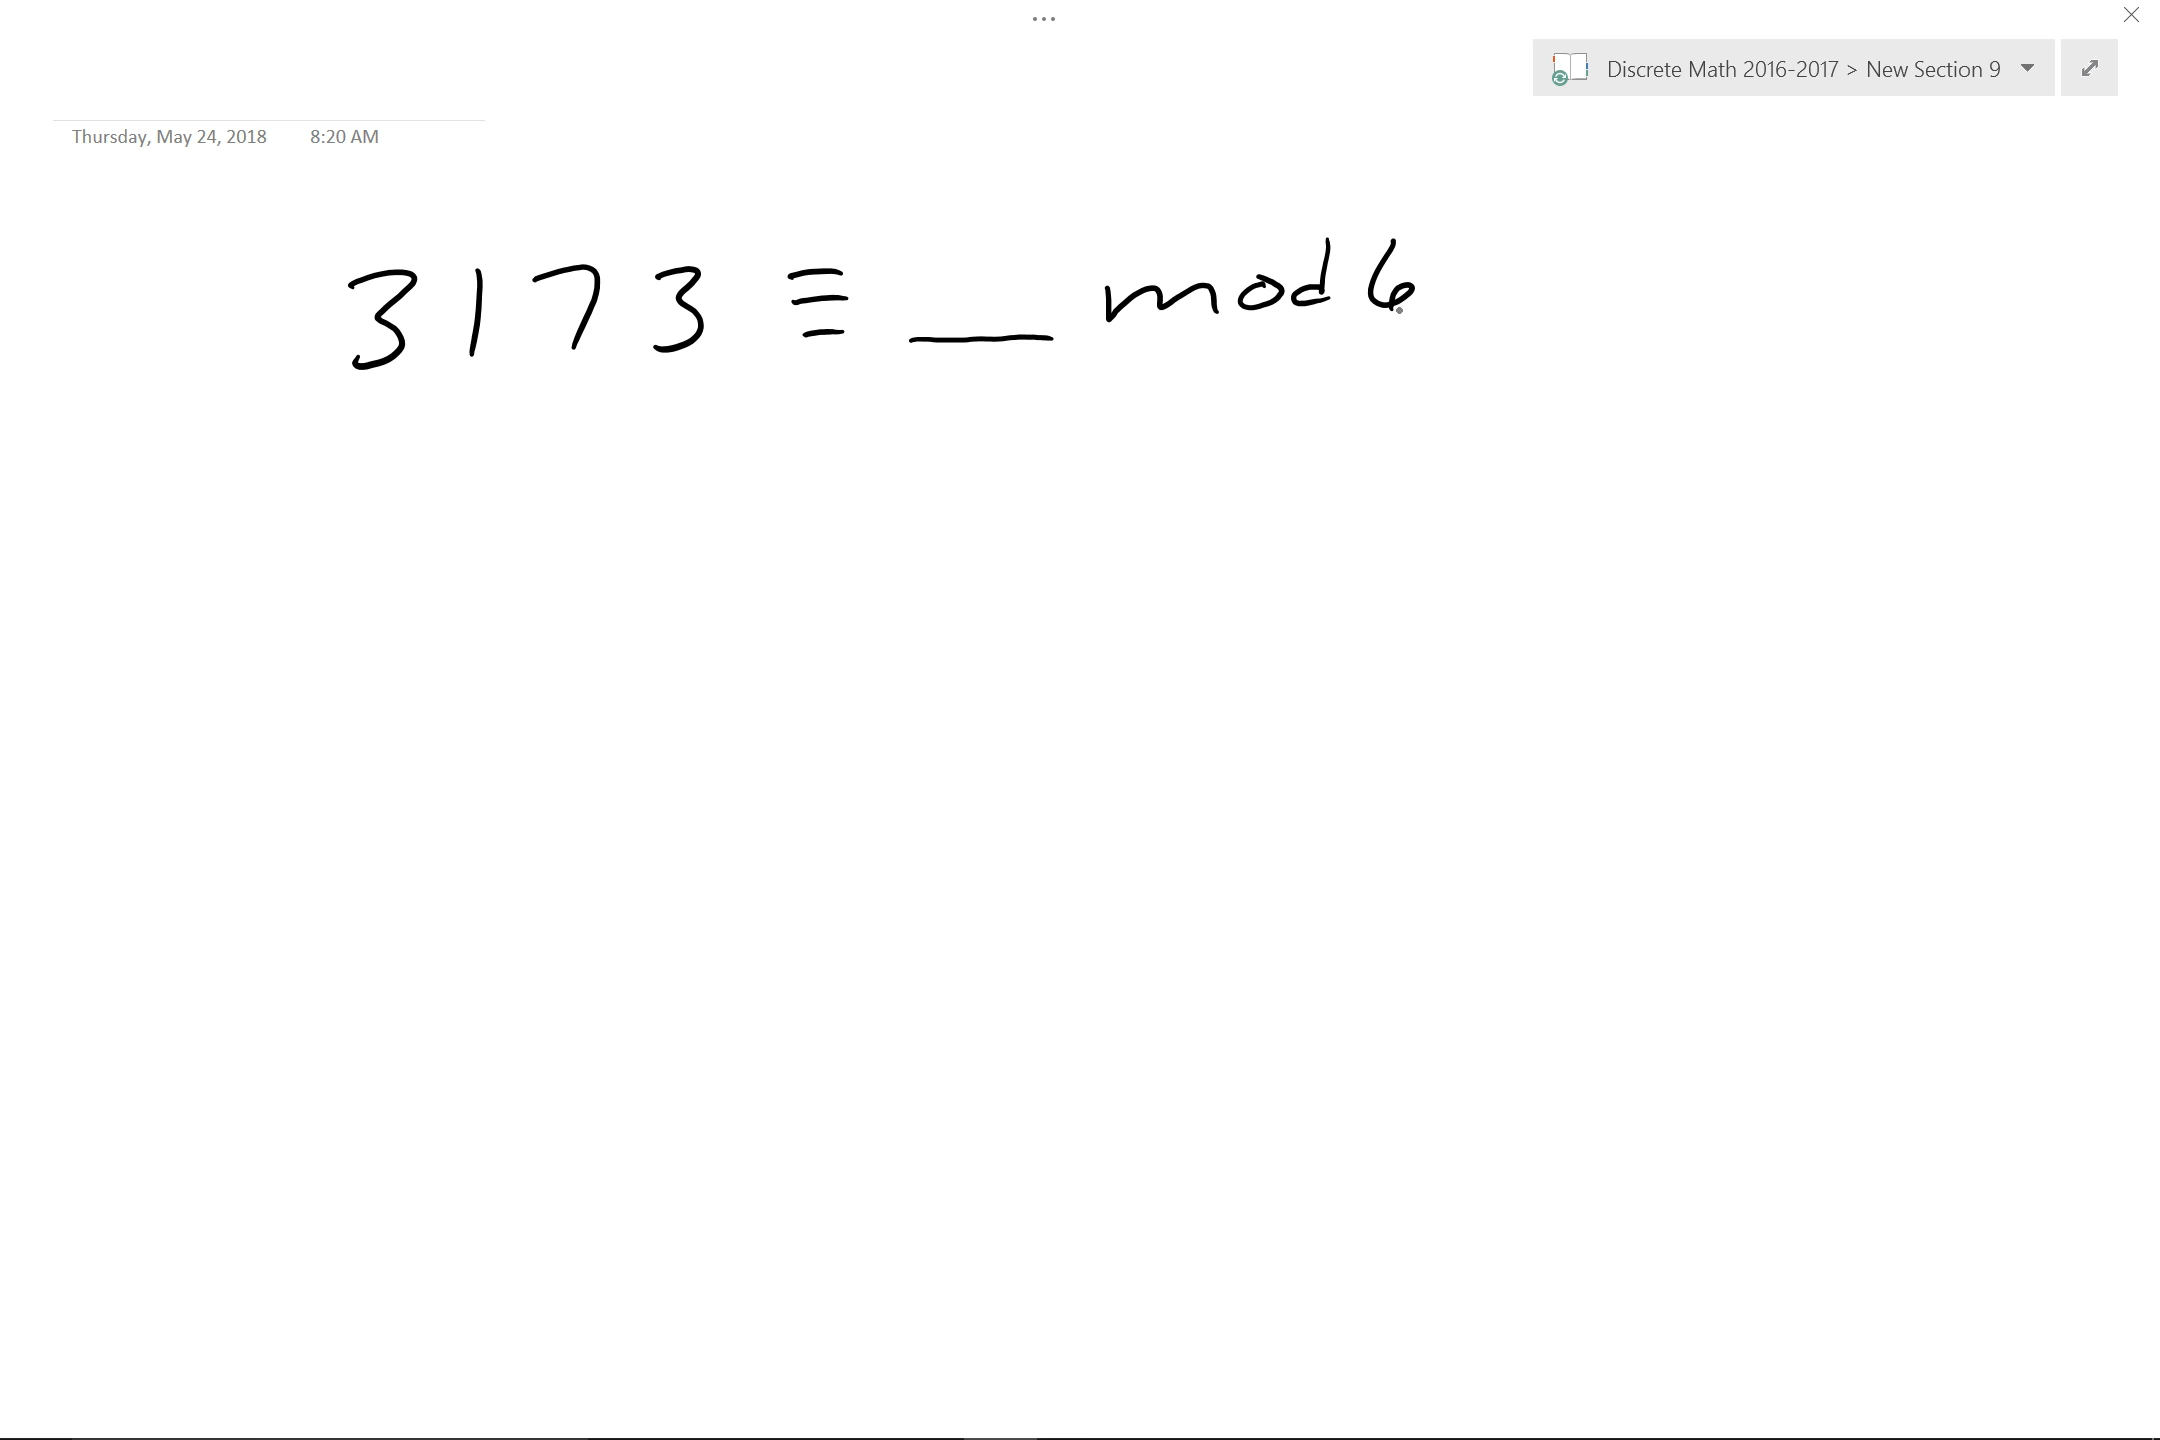 Discrete Math 2016-2017 > New Section 9
Thursday, May 24, 2018 8:20 AM
3173 ≡ __ mod 6